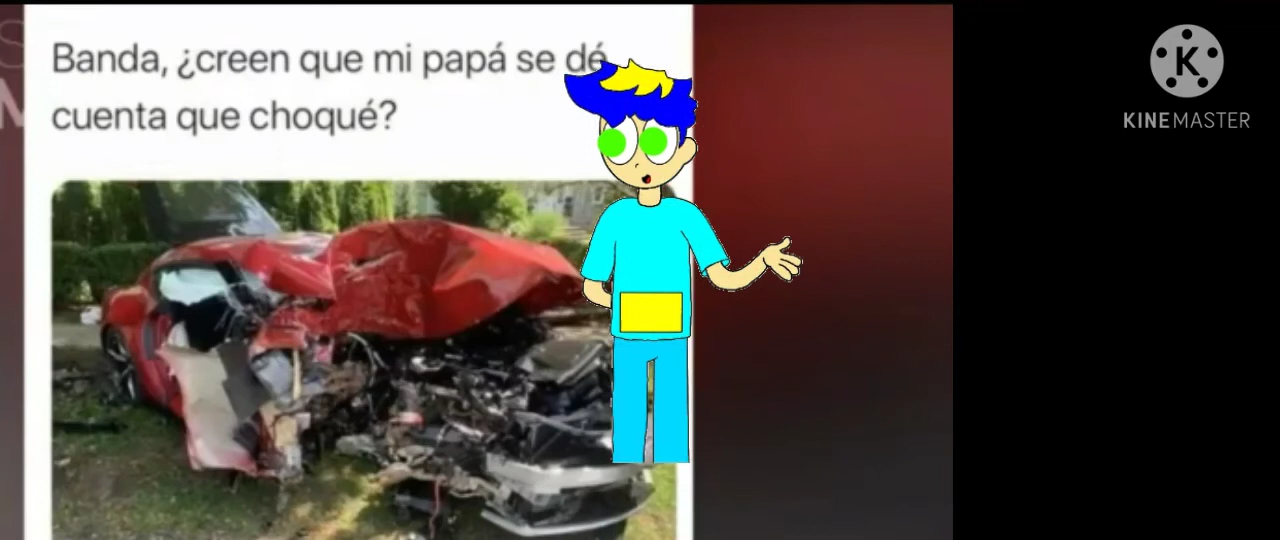 Banda, ¿creen que mi papá se dé
cuenta que choqué?
S
M
K
KINEMASTER